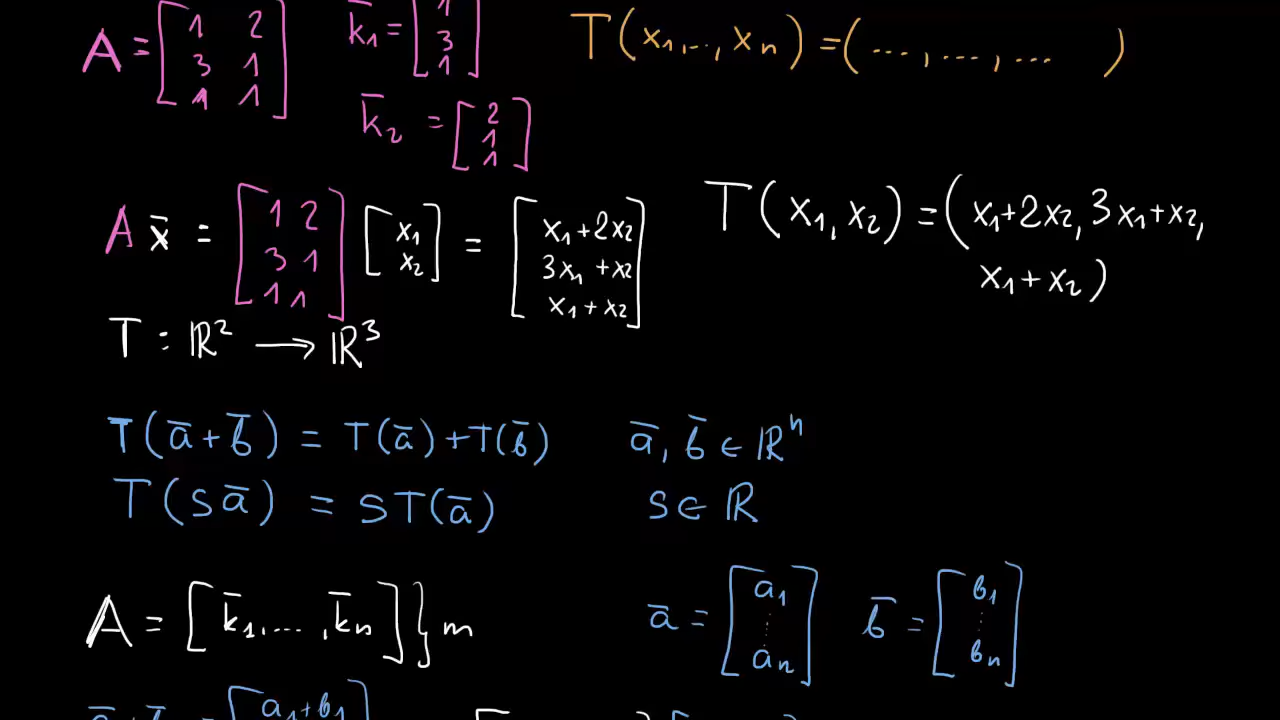 A = [1 2; 3 1; 1 1] k̄₁ = [1; 3; 1] T(x₁,..,xₙ) = (..., ..., ... )
k̄₂ = [2; 1; 1]
A x̄ = [1 2; 3 1; 1 1] [x₁; x₂] = [x₁+2x₂; 3x₁+x₂; x₁+x₂] T(x₁, x₂) = (x₁+2x₂, 3x₁+x₂,
x₁+x₂)
T : ℝ² ⟶ ℝ³
T(ā+b̄) = T(ā)+T(b̄) ā, b̄ ∈ ℝⁿ
T(sā) = sT(ā) s∈ ℝ
A = [k̄₁,...,k̄ₙ]}m ā = [a₁; ⋮; aₙ] b̄ = [b₁; ⋮; bₙ]
ā+b̄ = [a₁+b₁